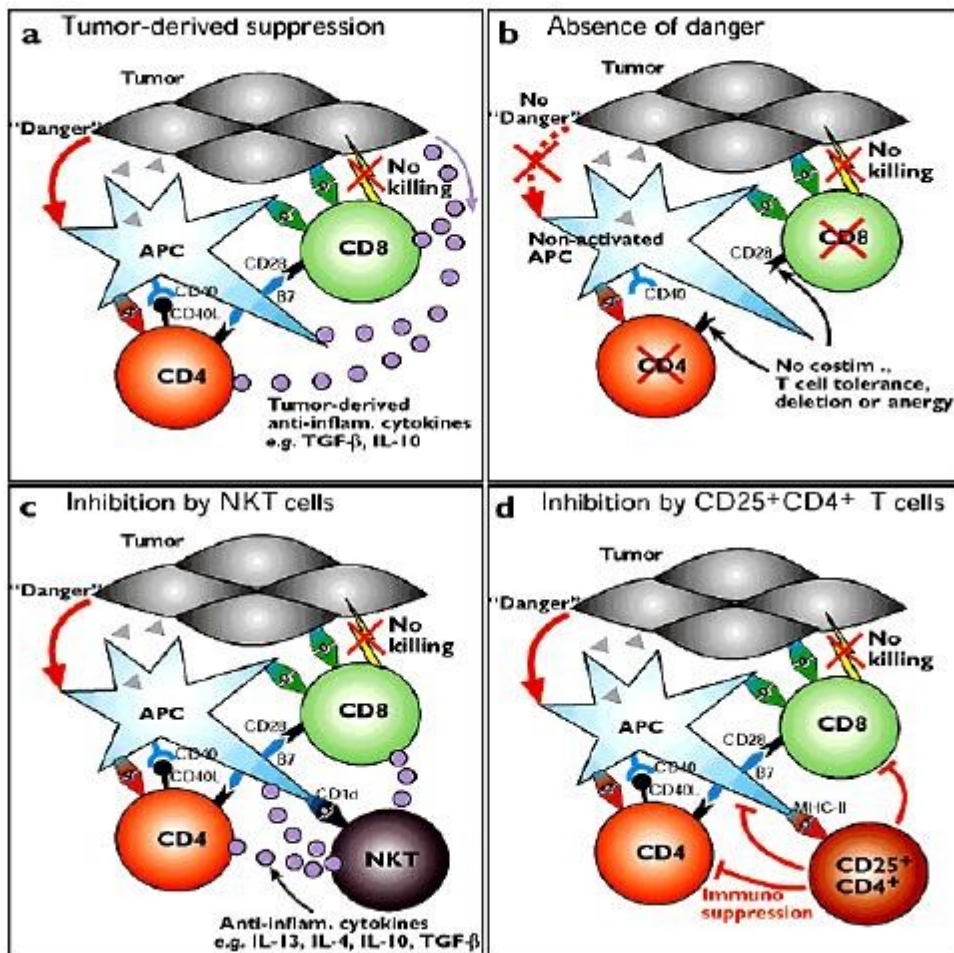 a Tumor-derived suppression
Tumor
"Danger"
No
killing
APC
CD28
CD8
CD40
B7
CD40L
CD4
Tumor-derived
anti-inflam. cytokines
e.g. TGF-β, IL-10
b Absence of danger
Tumor
No
"Danger"
No
killing
Non-activated
APC
CD28
CD8
CD40
CD4
No costim .,
T cell tolerance,
deletion or anergy
c Inhibition by NKT cells
Tumor
"Danger"
No
killing
APC
CD28
CD8
CD40
B7
CD40L
CD1d
CD4
NKT
Anti-inflam. cytokines
e.g. IL-13, IL-4, IL-10, TGF-β
d Inhibition by CD25+CD4+ T cells
Tumor
"Danger"
No
killing
APC
CD28
CD8
CD40
B7
CD40L
MHC-II
CD4
CD25+
CD4+
Immuno
suppression